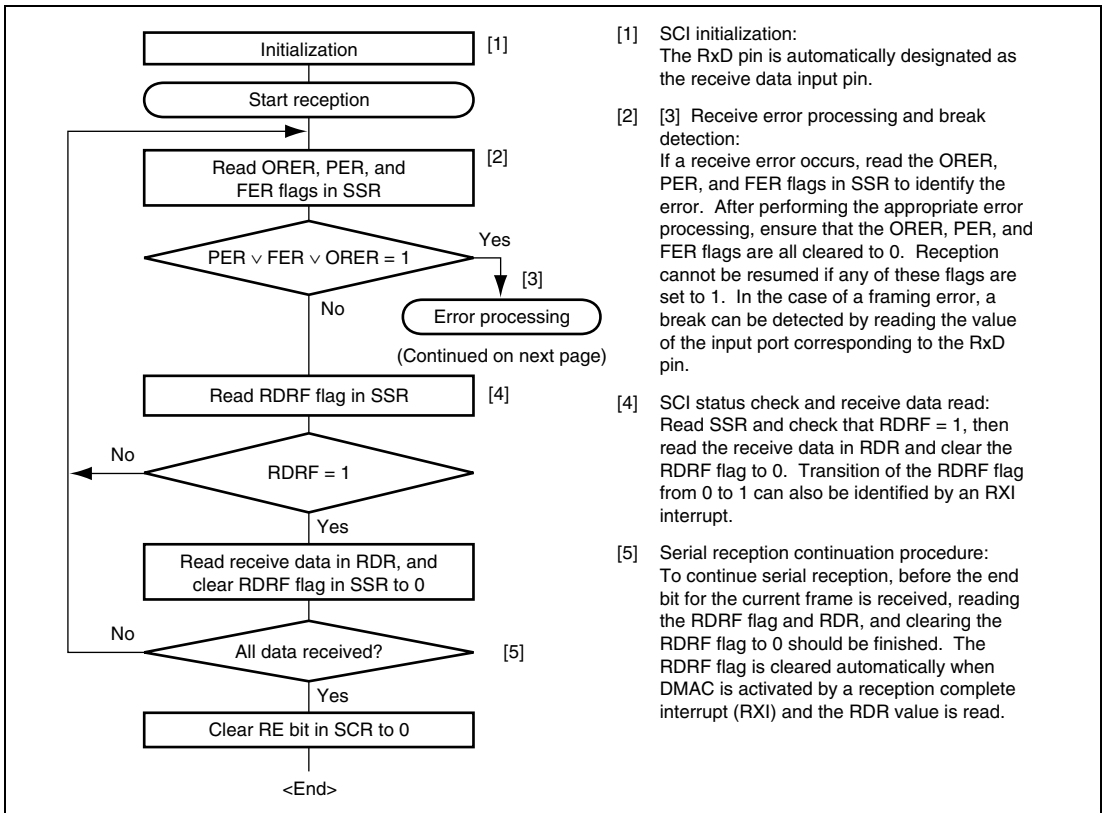 Initialization
[1]
Start reception
Read ORER, PER, and
FER flags in SSR
[2]
PER ∨ FER ∨ ORER = 1
Yes
[3]
No
Error processing
(Continued on next page)
Read RDRF flag in SSR
[4]
No
RDRF = 1
Yes
Read receive data in RDR, and
clear RDRF flag in SSR to 0
No
All data received?
[5]
Yes
Clear RE bit in SCR to 0
<End>
[1] SCI initialization:
The RxD pin is automatically designated as
the receive data input pin.
[2] [3] Receive error processing and break
detection:
If a receive error occurs, read the ORER,
PER, and FER flags in SSR to identify the
error. After performing the appropriate error
processing, ensure that the ORER, PER, and
FER flags are all cleared to 0. Reception
cannot be resumed if any of these flags are
set to 1. In the case of a framing error, a
break can be detected by reading the value
of the input port corresponding to the RxD
pin.
[4] SCI status check and receive data read:
Read SSR and check that RDRF = 1, then
read the receive data in RDR and clear the
RDRF flag to 0. Transition of the RDRF flag
from 0 to 1 can also be identified by an RXI
interrupt.
[5] Serial reception continuation procedure:
To continue serial reception, before the end
bit for the current frame is received, reading
the RDRF flag and RDR, and clearing the
RDRF flag to 0 should be finished. The
RDRF flag is cleared automatically when
DMAC is activated by a reception complete
interrupt (RXI) and the RDR value is read.